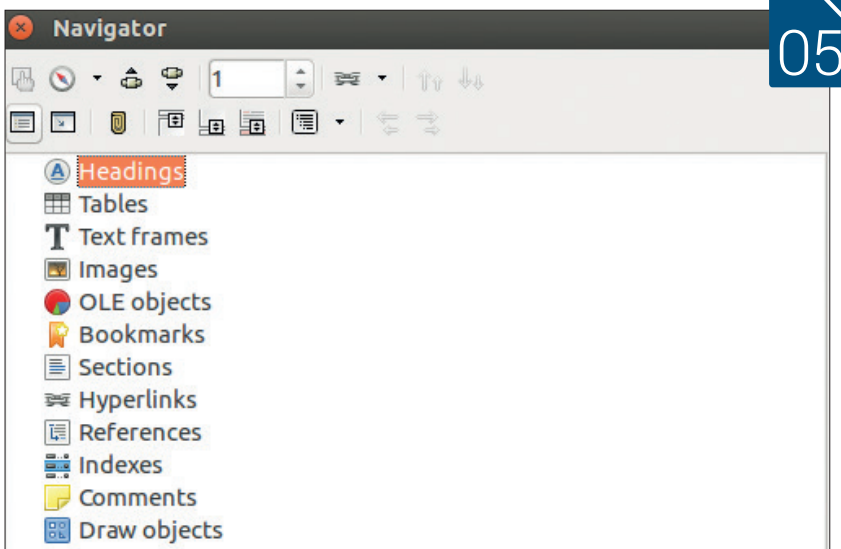 Navigator
05
1
Headings
Tables
Text frames
Images
OLE objects
Bookmarks
Sections
Hyperlinks
References
Indexes
Comments
Draw objects